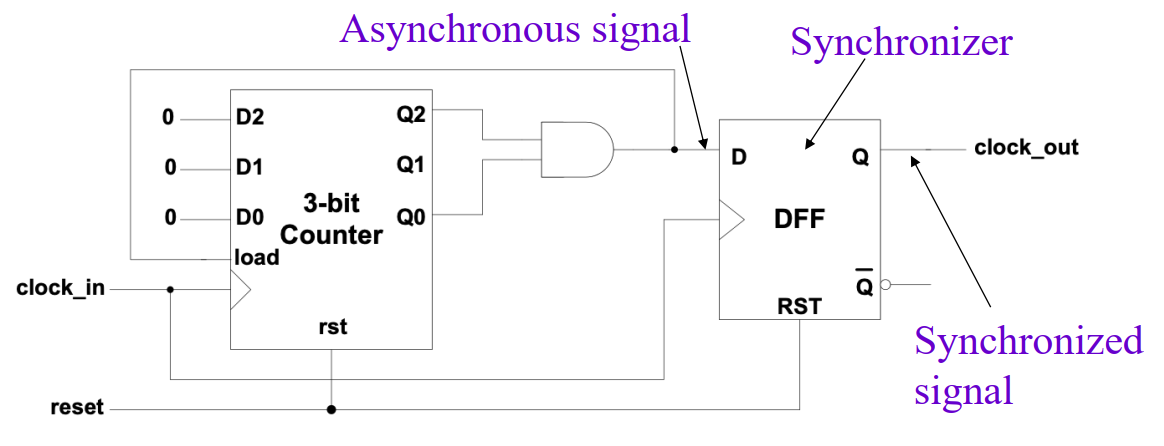 Asynchronous signal
Synchronizer
0
D2
Q2
0
D1
Q1
0
D0
Q0
3-bit
Counter
load
clock_in
rst
reset
D
Q
DFF
Q̅
RST
clock_out
Synchronized
signal